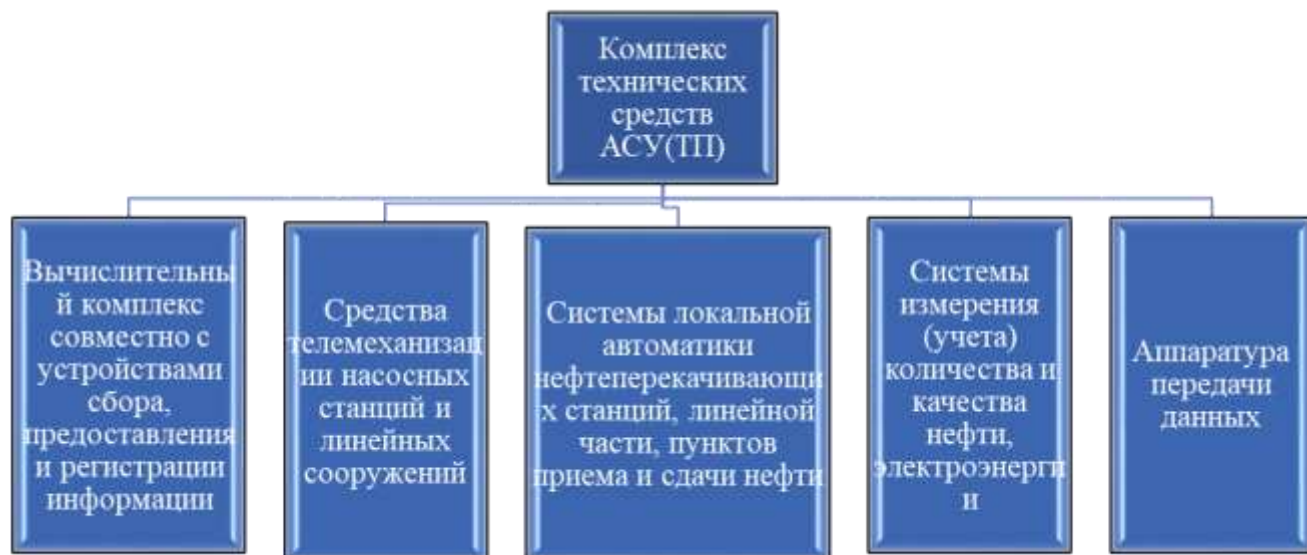 Комплекс
технических
средств
АСУ(ТП)
Вычислительны
й комплекс
совместно с
устройствами
сбора,
предоставления
и регистрации
информации
Средства
телемеханизац
ии насосных
станций и
линейных
сооружений
Системы локальной
автоматики
нефтеперекачивающи
х станций, линейной
части, пунктов
приема и сдачи нефти
Системы
измерения
(учета)
количества и
качества
нефти,
электроэнерги
и
Аппаратура
передачи
данных